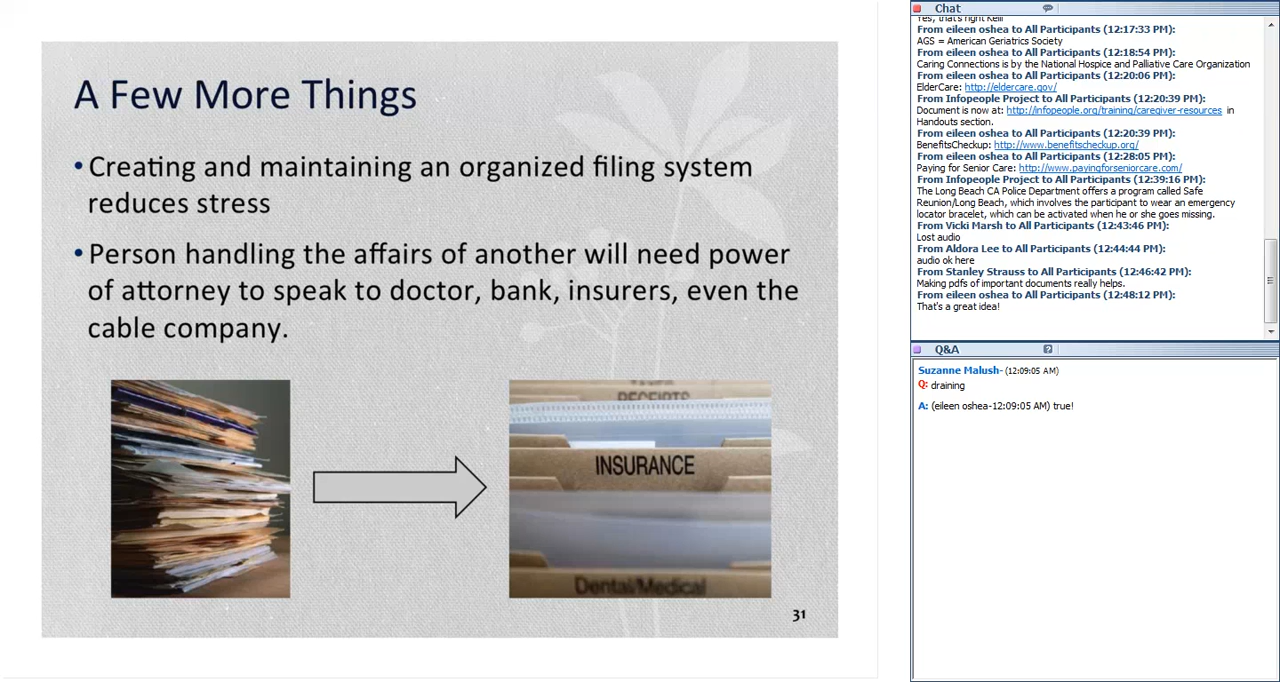 A Few More Things
• Creating and maintaining an organized filing system
reduces stress
• Person handling the affairs of another will need power
of attorney to speak to doctor, bank, insurers, even the
cable company.
RECEIPTS
INSURANCE
Dental/Medical
31
Chat
Yes, that's right Kelli
From eileen oshea to All Participants (12:17:33 PM):
AGS = American Geriatrics Society
From eileen oshea to All Participants (12:18:54 PM):
Caring Connections is by the National Hospice and Palliative Care Organization
From eileen oshea to All Participants (12:20:06 PM):
ElderCare: http://eldercare.gov/
From Infopeople Project to All Participants (12:20:39 PM):
Document is now at: http://infopeople.org/training/caregiver-resources in
Handouts section.
From eileen oshea to All Participants (12:20:39 PM):
BenefitsCheckup: http://www.benefitscheckup.org/
From eileen oshea to All Participants (12:28:05 PM):
Paying for Senior Care: http://www.payingforseniorcare.com/
From Infopeople Project to All Participants (12:39:16 PM):
The Long Beach CA Police Department offers a program called Safe
Reunion/Long Beach, which involves the participant to wear an emergency
locator bracelet, which can be activated when he or she goes missing.
From Vicki Marsh to All Participants (12:43:46 PM):
Lost audio
From Aldora Lee to All Participants (12:44:44 PM):
audio ok here
From Stanley Strauss to All Participants (12:46:42 PM):
Making pdfs of important documents really helps.
From eileen oshea to All Participants (12:48:12 PM):
That's a great idea!
Q&A
Suzanne Malush- (12:09:05 AM)
Q: draining
A: (eileen oshea-12:09:05 AM) true!